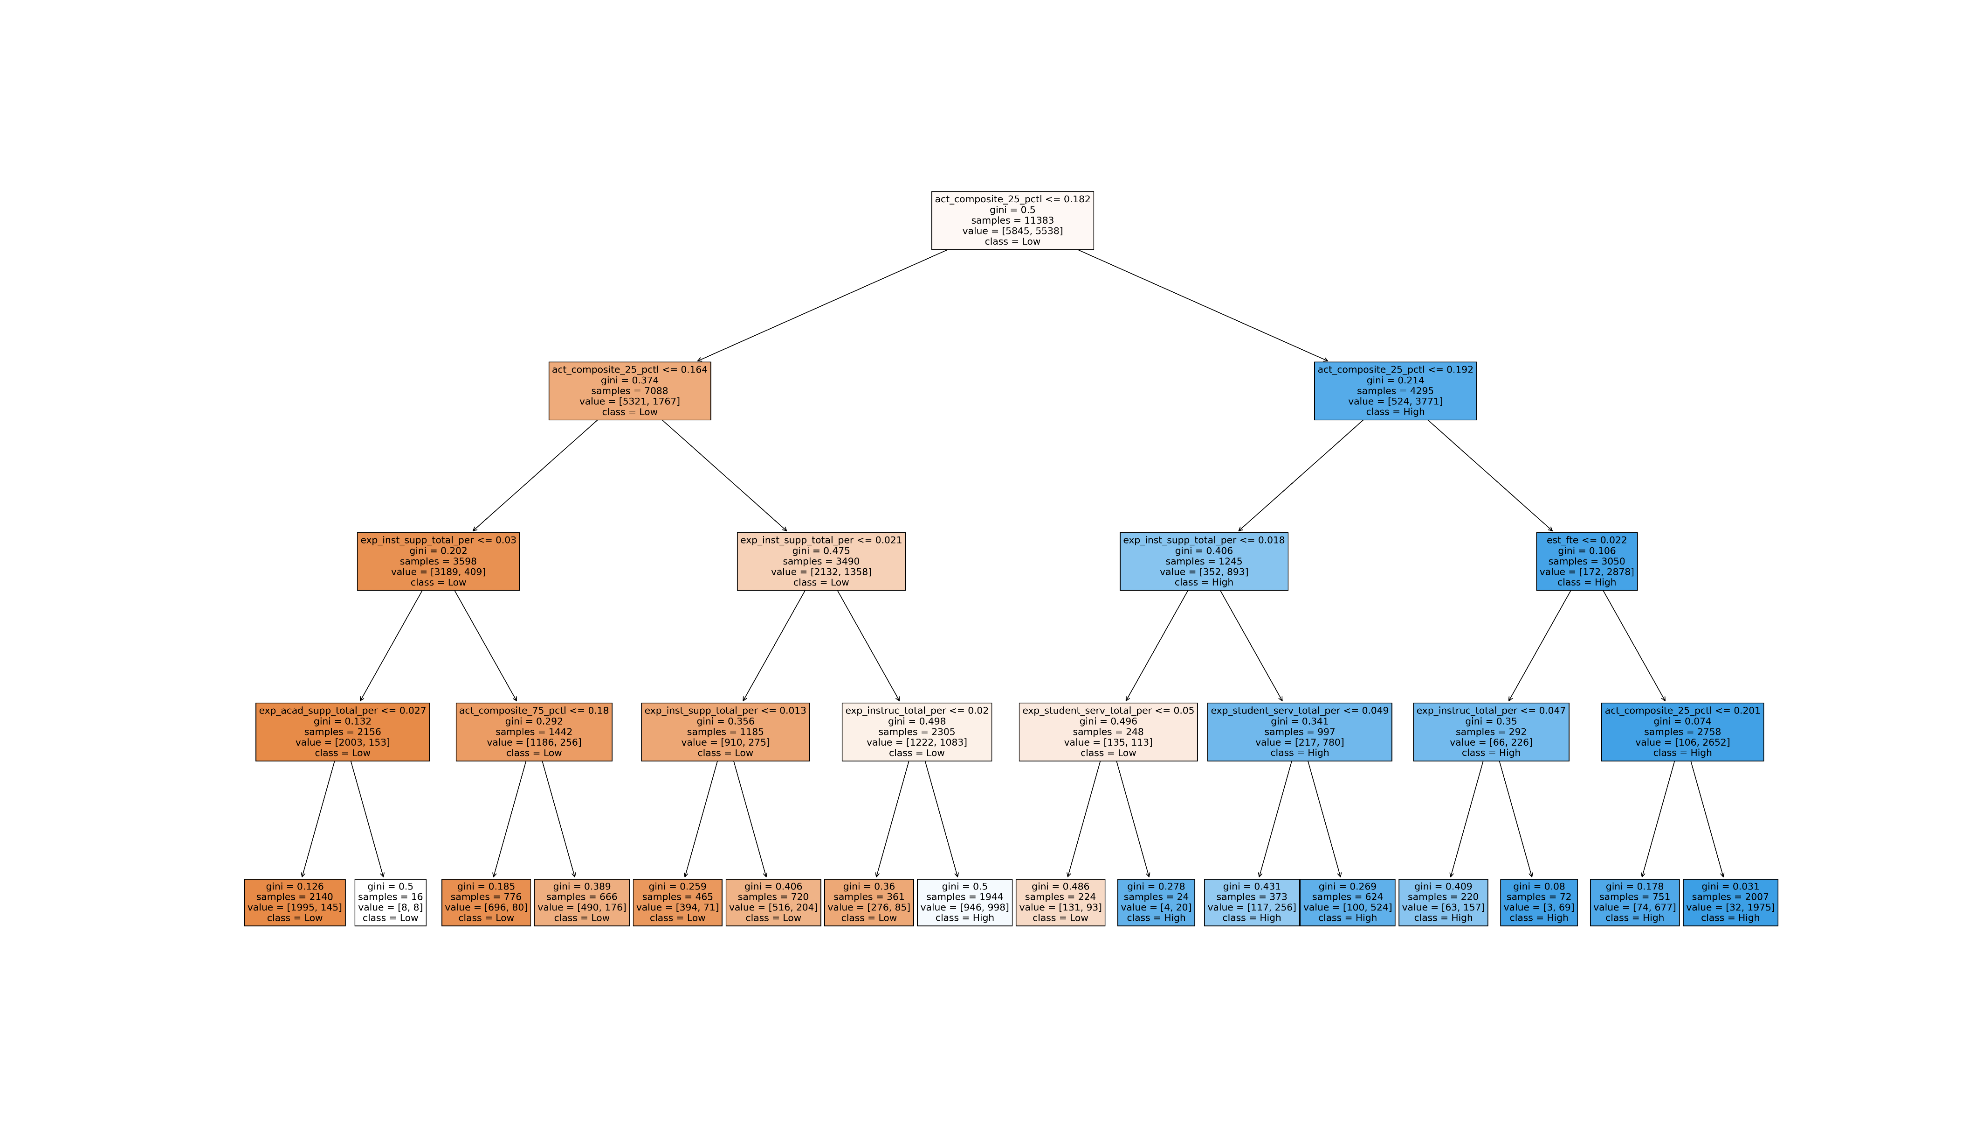 act_composite_25_pctl <= 0.182
gini = 0.5
samples = 11383
value = [5845, 5538]
class = Low
act_composite_25_pctl <= 0.164
gini = 0.374
samples = 7088
value = [5321, 1767]
class = Low
act_composite_25_pctl <= 0.192
gini = 0.214
samples = 4295
value = [524, 3771]
class = High
exp_inst_supp_total_per <= 0.03
gini = 0.202
samples = 3598
value = [3189, 409]
class = Low
exp_inst_supp_total_per <= 0.021
gini = 0.475
samples = 3490
value = [2132, 1358]
class = Low
exp_inst_supp_total_per <= 0.018
gini = 0.406
samples = 1245
value = [352, 893]
class = High
est_fte <= 0.022
gini = 0.106
samples = 3050
value = [172, 2878]
class = High
exp_acad_supp_total_per <= 0.027
gini = 0.132
samples = 2156
value = [2003, 153]
class = Low
act_composite_75_pctl <= 0.18
gini = 0.292
samples = 1442
value = [1186, 256]
class = Low
exp_inst_supp_total_per <= 0.013
gini = 0.356
samples = 1185
value = [910, 275]
class = Low
exp_instruc_total_per <= 0.02
gini = 0.498
samples = 2305
value = [1222, 1083]
class = Low
exp_student_serv_total_per <= 0.05
gini = 0.496
samples = 248
value = [135, 113]
class = Low
exp_student_serv_total_per <= 0.049
gini = 0.341
samples = 997
value = [217, 780]
class = High
exp_instruc_total_per <= 0.047
gini = 0.35
samples = 292
value = [66, 226]
class = High
act_composite_25_pctl <= 0.201
gini = 0.074
samples = 2758
value = [106, 2652]
class = High
gini = 0.126
samples = 2140
value = [1995, 145]
class = Low
gini = 0.5
samples = 16
value = [8, 8]
class = Low
gini = 0.185
samples = 776
value = [696, 80]
class = Low
gini = 0.389
samples = 666
value = [490, 176]
class = Low
gini = 0.259
samples = 465
value = [394, 71]
class = Low
gini = 0.406
samples = 720
value = [516, 204]
class = Low
gini = 0.36
samples = 361
value = [276, 85]
class = Low
gini = 0.5
samples = 1944
value = [946, 998]
class = High
gini = 0.486
samples = 224
value = [131, 93]
class = Low
gini = 0.278
samples = 24
value = [4, 20]
class = High
gini = 0.431
samples = 373
value = [117, 256]
class = High
gini = 0.269
samples = 624
value = [100, 524]
class = High
gini = 0.409
samples = 220
value = [63, 157]
class = High
gini = 0.08
samples = 72
value = [3, 69]
class = High
gini = 0.178
samples = 751
value = [74, 677]
class = High
gini = 0.031
samples = 2007
value = [32, 1975]
class = High